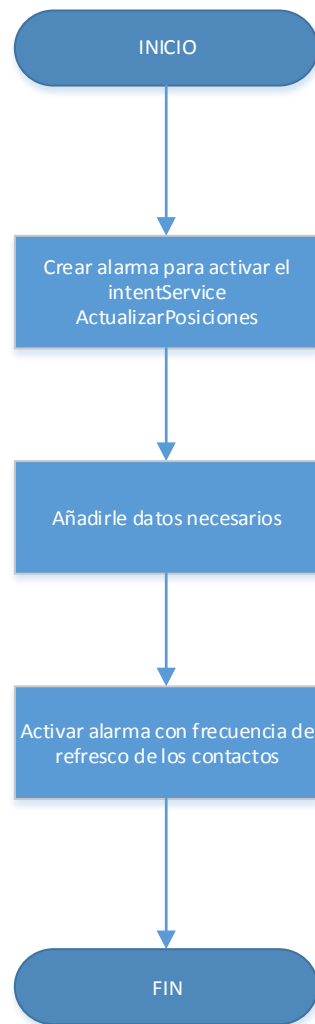 INICIO
Crear alarma para activar el
intentService
ActualizarPosiciones
Añadirle datos necesarios
Activar alarma con frecuencia de
refresco de los contactos
FIN